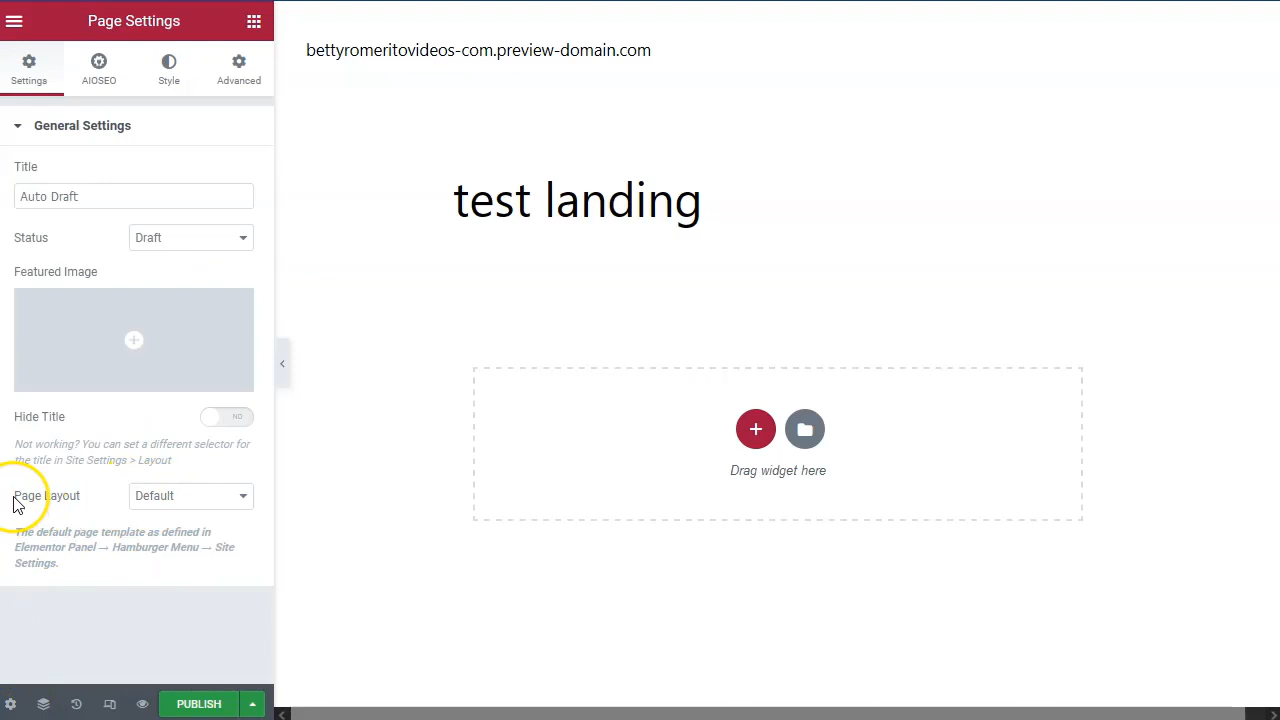 Page Settings
Settings
AIOSEO
Style
Advanced
General Settings
Title
Auto Draft
Status
Draft
Featured Image
Hide Title
NO
Not working? You can set a different selector for
the title in Site Settings > Layout
Page Layout
Default
The default page template as defined in
Elementor Panel → Hamburger Menu → Site
Settings.
PUBLISH
bettyromeritovideos-com.preview-domain.com
test landing
Drag widget here